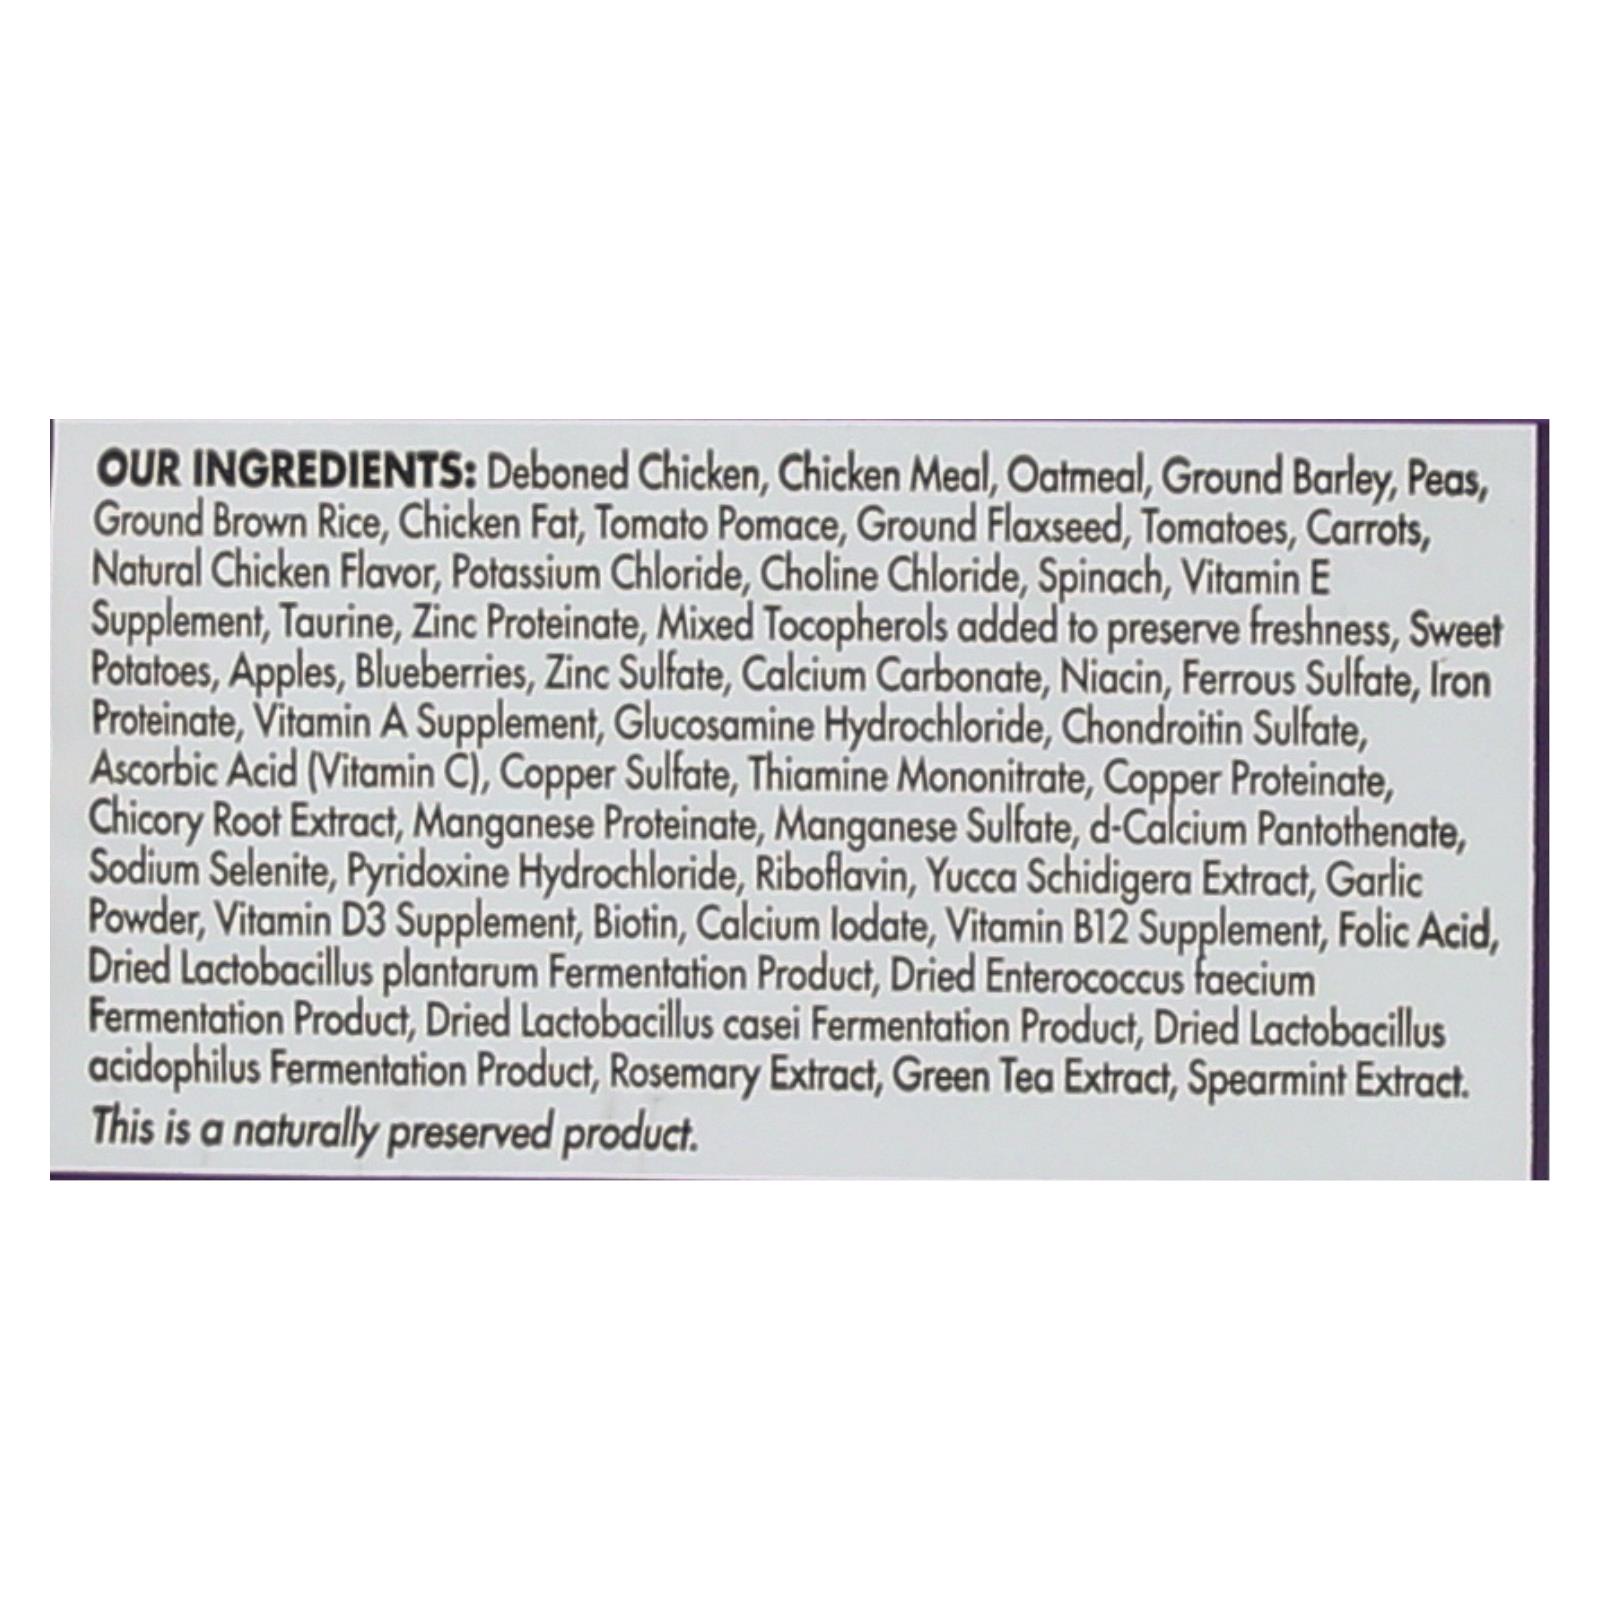 OUR INGREDIENTS: Deboned Chicken, Chicken Meal, Oatmeal, Ground Barley, Peas,
Ground Brown Rice, Chicken Fat, Tomato Pomace, Ground Flaxseed, Tomatoes, Carrots,
Natural Chicken Flavor, Potassium Chloride, Choline Chloride, Spinach, Vitamin E
Supplement, Taurine, Zinc Proteinate, Mixed Tocopherols added to preserve freshness, Sweet
Potatoes, Apples, Blueberries, Zinc Sulfate, Calcium Carbonate, Niacin, Ferrous Sulfate, Iron
Proteinate, Vitamin A Supplement, Glucosamine Hydrochloride, Chondroitin Sulfate,
Ascorbic Acid (Vitamin C), Copper Sulfate, Thiamine Mononitrate, Copper Proteinate,
Chicory Root Extract, Manganese Proteinate, Manganese Sulfate, d-Calcium Pantothenate,
Sodium Selenite, Pyridoxine Hydrochloride, Riboflavin, Yucca Schidigera Extract, Garlic
Powder, Vitamin D3 Supplement, Biotin, Calcium Iodate, Vitamin B12 Supplement, Folic Acid,
Dried Lactobacillus plantarum Fermentation Product, Dried Enterococcus faecium
Fermentation Product, Dried Lactobacillus casei Fermentation Product, Dried Lactobacillus
acidophilus Fermentation Product, Rosemary Extract, Green Tea Extract, Spearmint Extract.
This is a naturally preserved product.